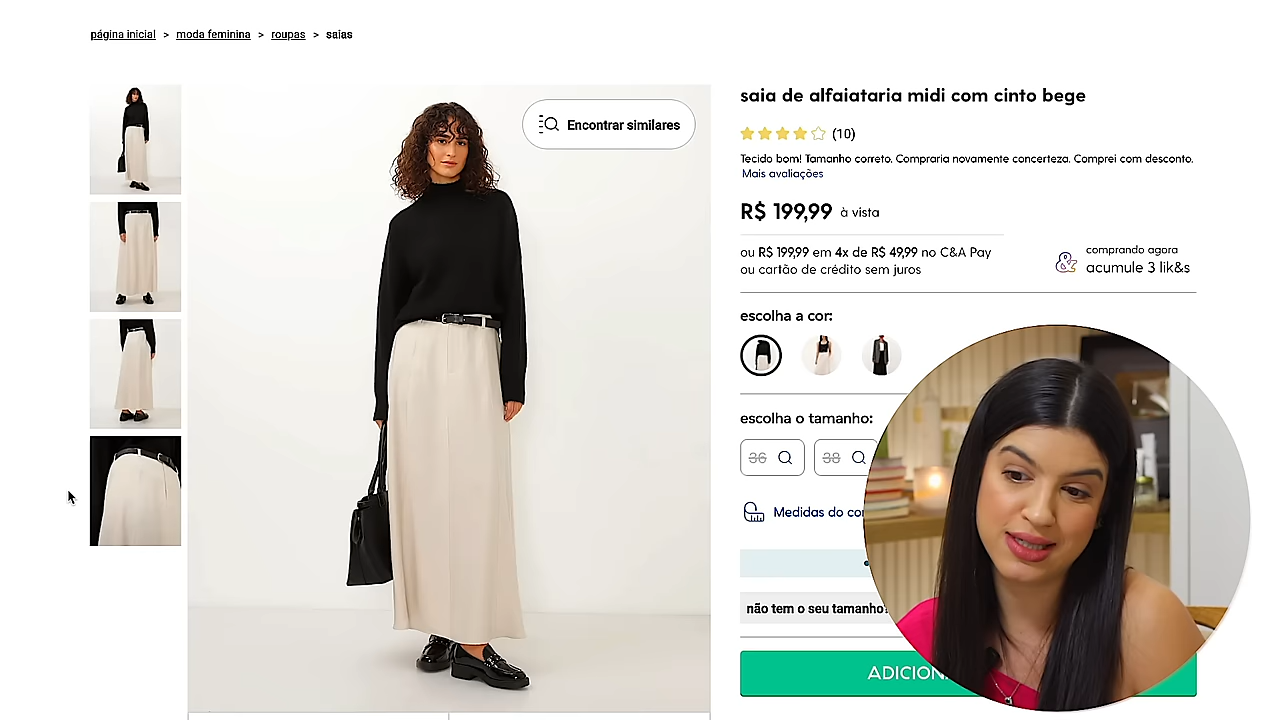 página inicial > moda feminina > roupas > saias
Encontrar similares
saia de alfaiataria midi com cinto bege
(10)
Tecido bom! Tamanho correto. Compraria novamente concerteza. Comprei com desconto.
Mais avaliações
R$ 199,99 à vista
ou R$ 199,99 em 4x de R$ 49,99 no C&A Pay
ou cartão de crédito sem juros
comprando agora
acumule 3 lik&s
escolha a cor:
escolha o tamanho:
36
38
Medidas do
não tem o seu tamanho?